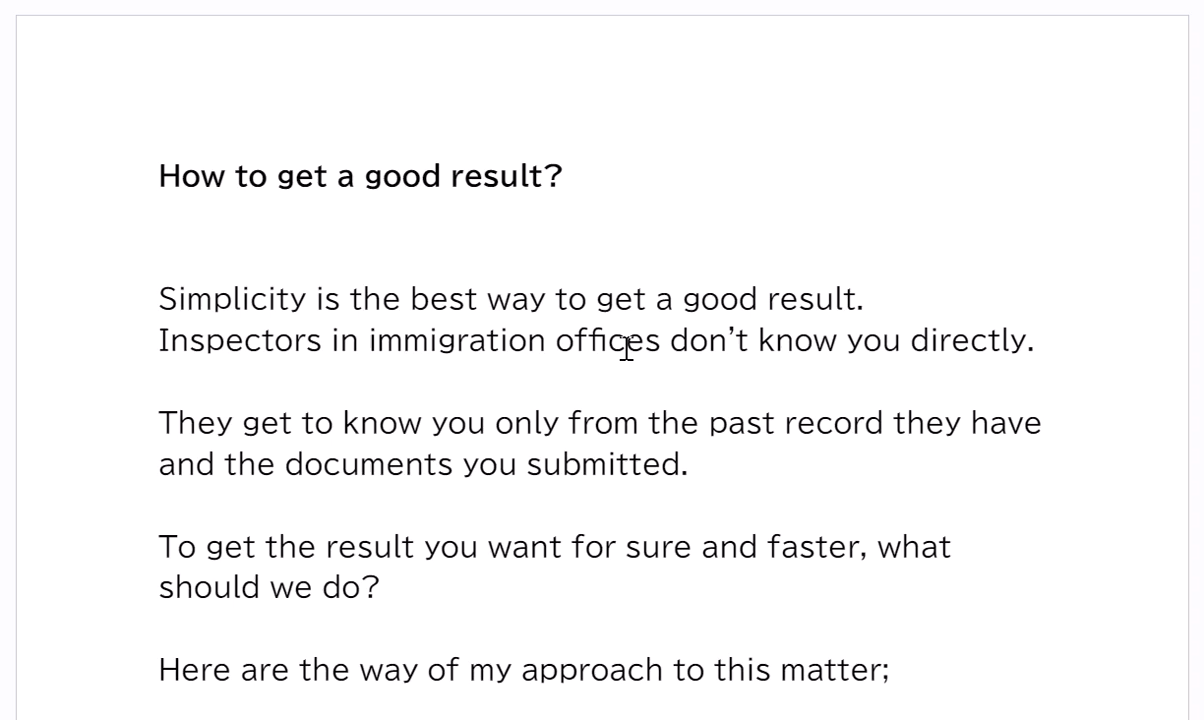 How to get a good result?
Simplicity is the best way to get a good result.
Inspectors in immigration offices don’t know you directly.
They get to know you only from the past record they have
and the documents you submitted.
To get the result you want for sure and faster, what
should we do?
Here are the way of my approach to this matter;